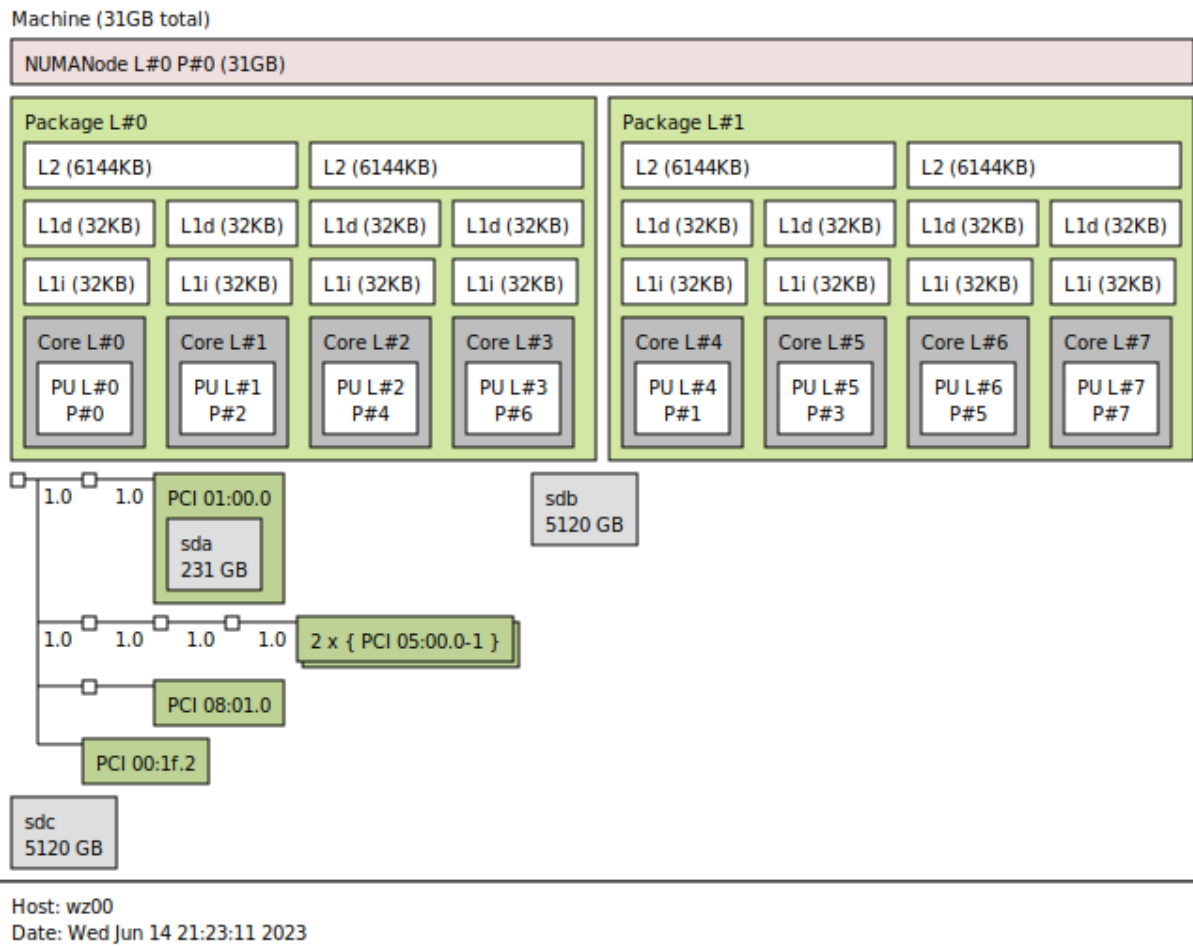 Machine (31GB total)
NUMANode L#0 P#0 (31GB)
Package L#0
L2 (6144KB) L2 (6144KB)
L1d (32KB) L1d (32KB) L1d (32KB) L1d (32KB)
L1i (32KB) L1i (32KB) L1i (32KB) L1i (32KB)
Core L#0 Core L#1 Core L#2 Core L#3
PU L#0 PU L#1 PU L#2 PU L#3
P#0 P#2 P#4 P#6
Package L#1
L2 (6144KB) L2 (6144KB)
L1d (32KB) L1d (32KB) L1d (32KB) L1d (32KB)
L1i (32KB) L1i (32KB) L1i (32KB) L1i (32KB)
Core L#4 Core L#5 Core L#6 Core L#7
PU L#4 PU L#5 PU L#6 PU L#7
P#1 P#3 P#5 P#7
1.0 1.0 PCI 01:00.0
sda
231 GB
sdb
5120 GB
1.0 1.0 1.0 1.0 2 x { PCI 05:00.0-1 }
PCI 08:01.0
PCI 00:1f.2
sdc
5120 GB
Host: wz00
Date: Wed Jun 14 21:23:11 2023